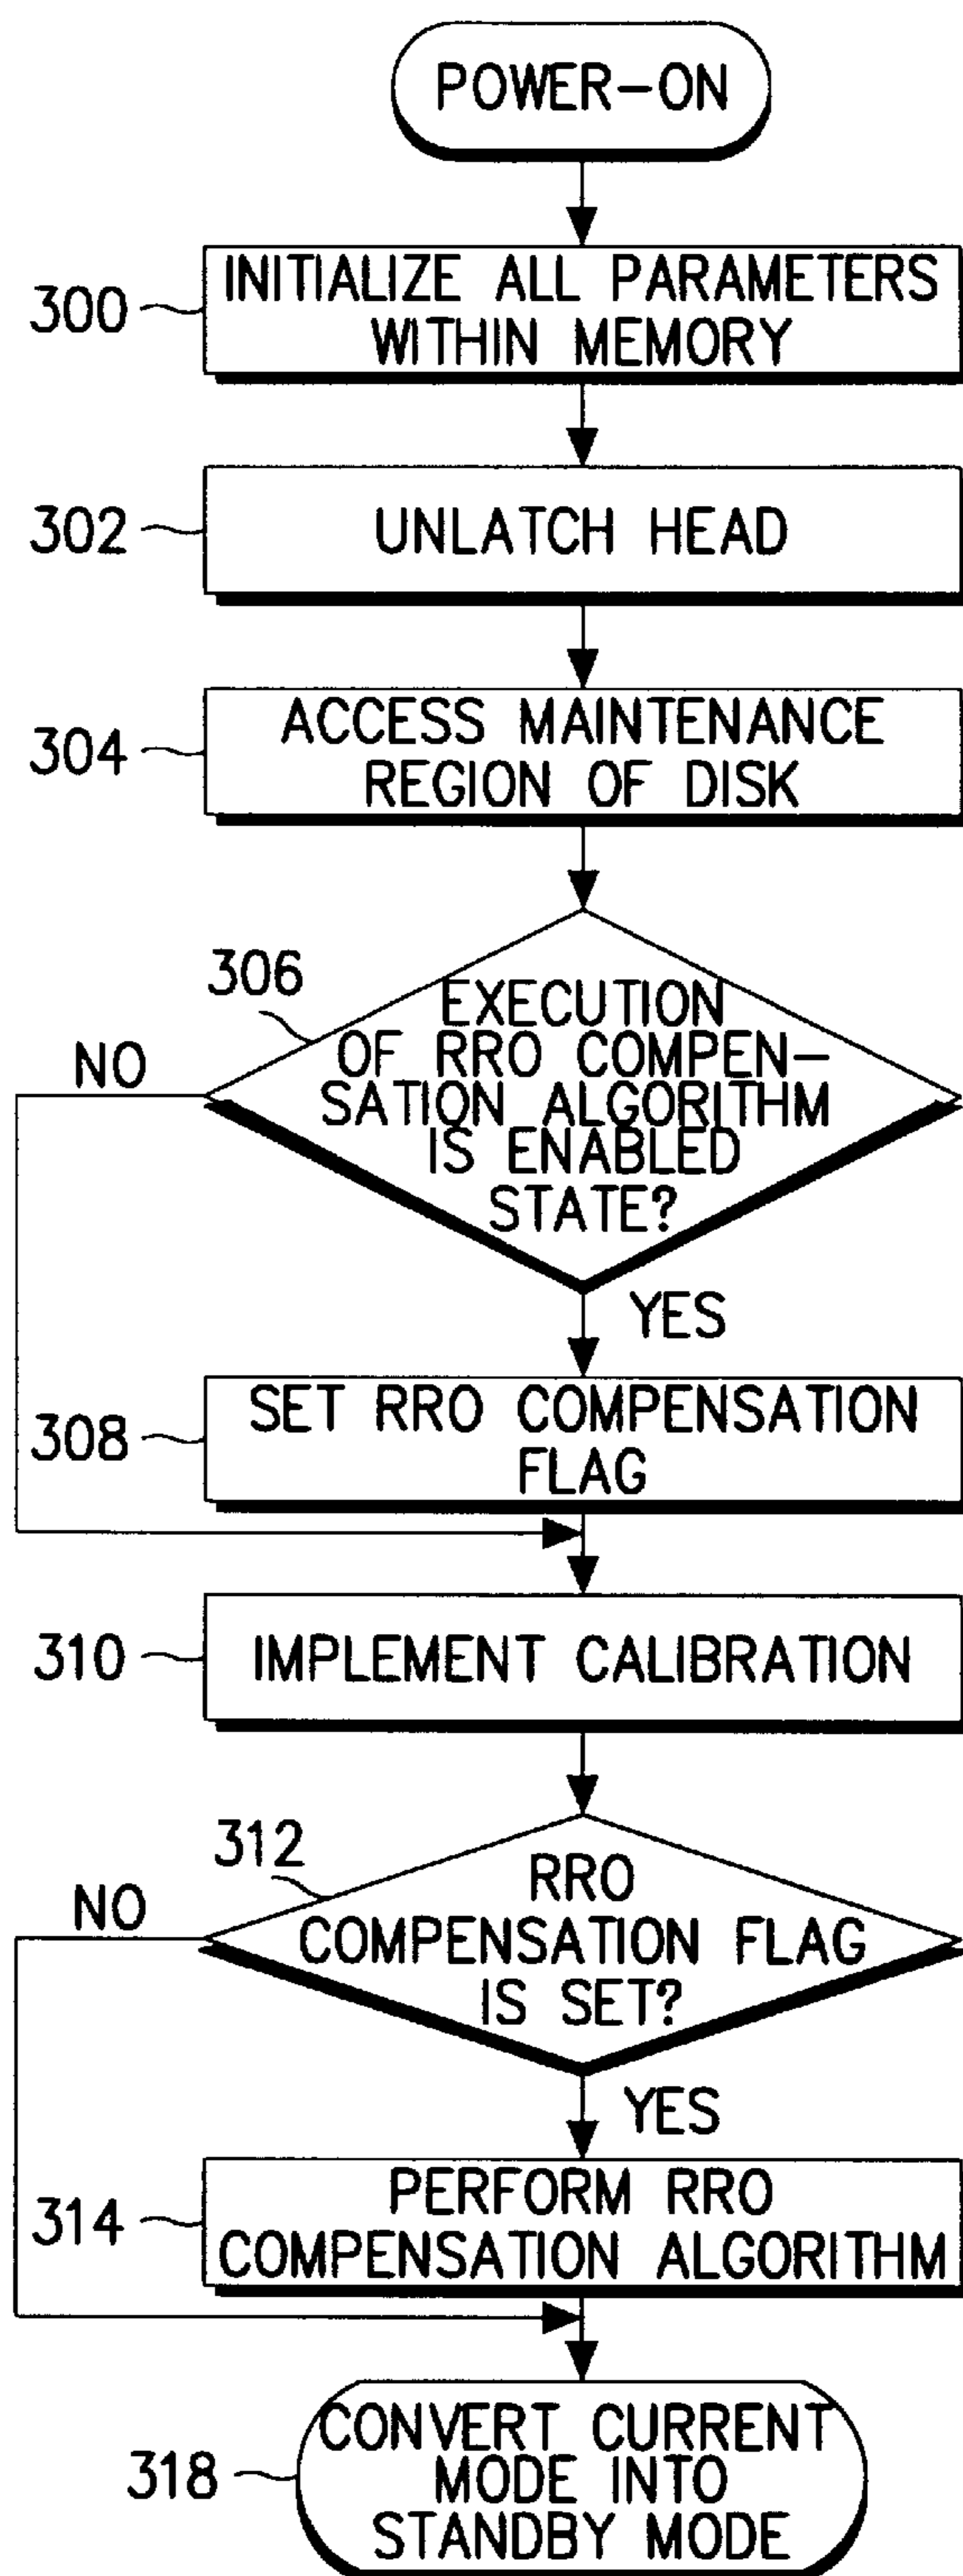 POWER-ON
INITIALIZE ALL PARAMETERS
300
WITHIN MEMORY
302
UNLATCH HEAD
ACCESS MAINTENANCE
304
REGION OF DISK
306
EXECUTION
OF RRO COMPEN-
NO
SATION ALGORITHM
IS ENABLED
STATE?
YES
SET RRO COMPENSATION
308
FLAG
310
IMPLEMENT CALIBRATION
312
RRO
NO
COMPENSATION FLAG
IS SET?
YES
PERFORM RRO
314
COMPENSATION ALGORITHM
CONVERT CURRENT
318
MODE INTO
STANDBY MODE